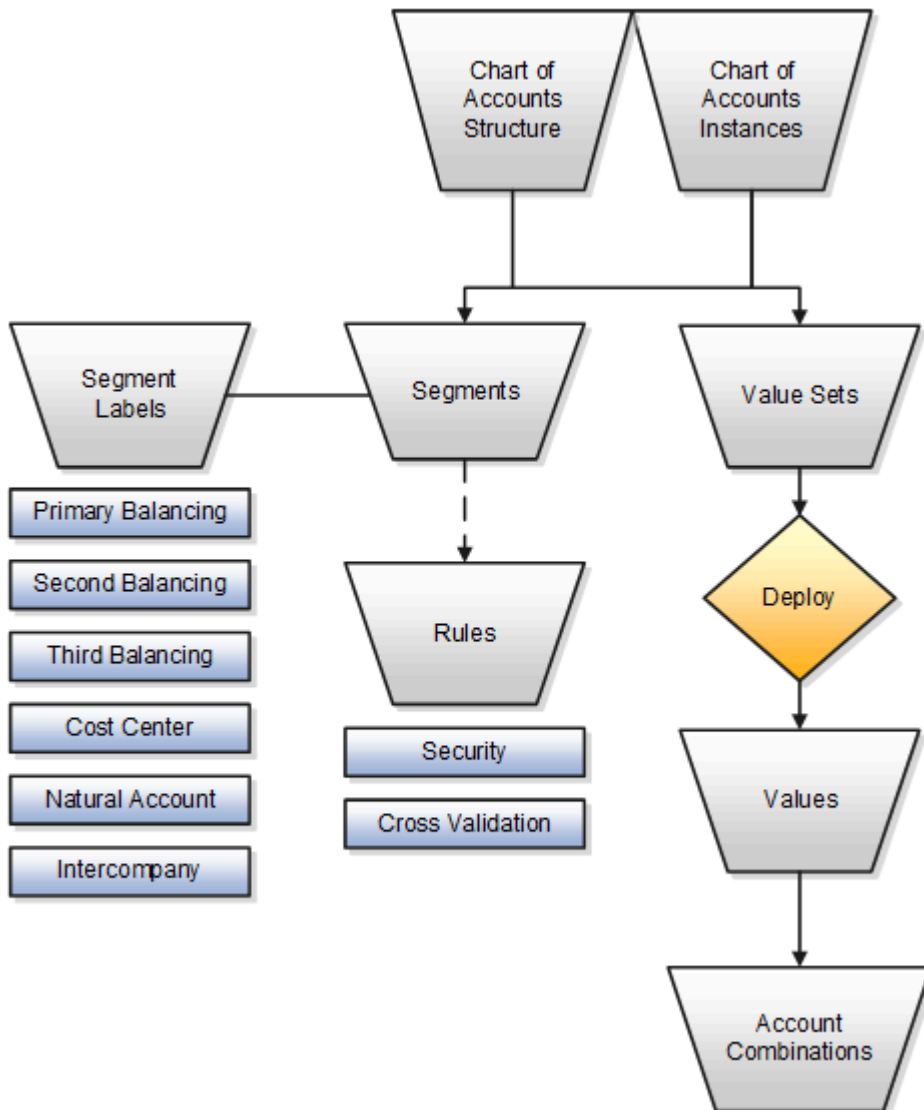 Chart of
Accounts
Structure
Chart of
Accounts
Instances
Segment
Labels
Segments
Value Sets
Primary Balancing
Second Balancing
Third Balancing
Cost Center
Natural Account
Intercompany
Rules
Security
Cross Validation
Deploy
Values
Account
Combinations